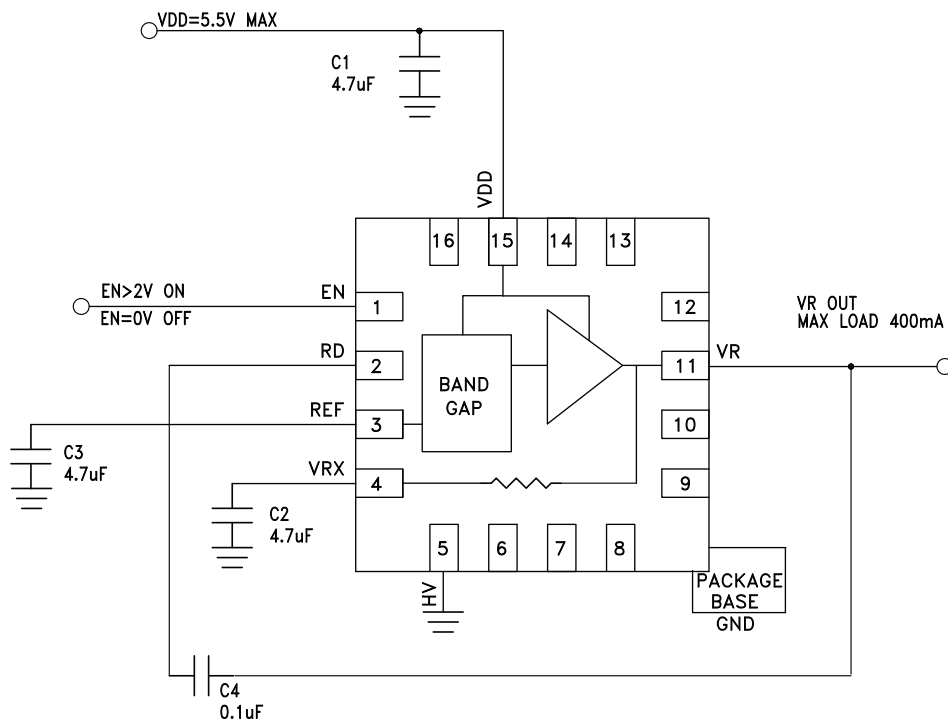 VDD=5.5V MAX
C1
4.7uF
VDD
16
15
14
13
EN>2V ON
EN=0V OFF
EN
1
12
VR OUT
MAX LOAD 400mA
RD
2
11
VR
BAND
GAP
REF
3
10
C3
4.7uF
VRX
4
9
C2
4.7uF
5
6
7
8
HV
PACKAGE
BASE
GND
C4
0.1uF